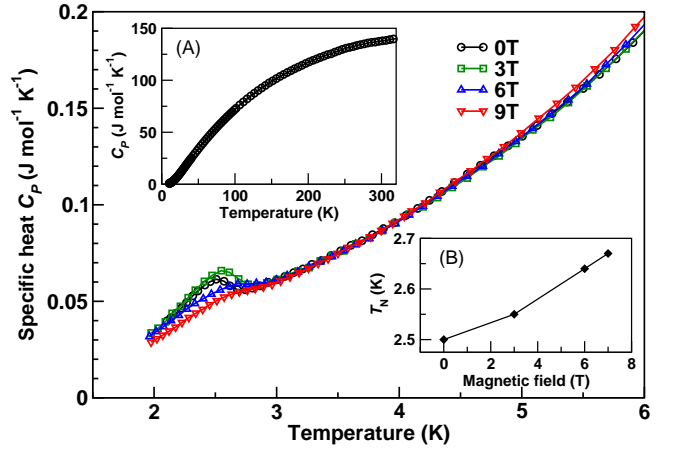 0.2
0.15
0.1
0.05
0
Specific heat C_P (J mol⁻¹ K⁻¹)
2
3
4
5
6
Temperature (K)
0T
3T
6T
9T
(A)
150
100
50
0
C_P (J mol⁻¹ K⁻¹)
0
100
200
300
Temperature (K)
(B)
2.7
2.6
2.5
T_N (K)
0
2
4
6
8
Magnetic field (T)